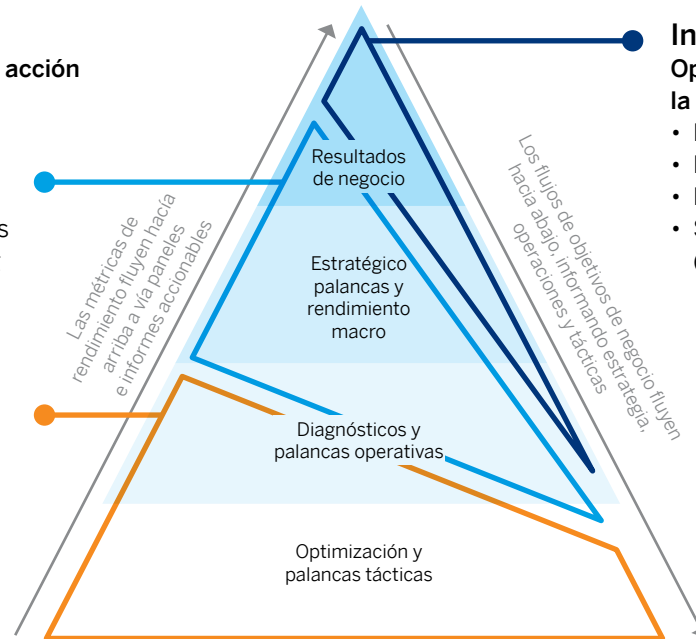 acción
In
Op
la
Resultados
de negocio
Las métricas de
rendimiento fluyen hacía
arriba a vía paneles
e informes accionables
Los flujos de objetivos de negocio fluyen
hacia abajo, informando estrategia,
operaciones y tácticas
Estratégico
palancas y
rendimiento
macro
Diagnósticos y
palancas operativas
Optimización y
palancas tácticas